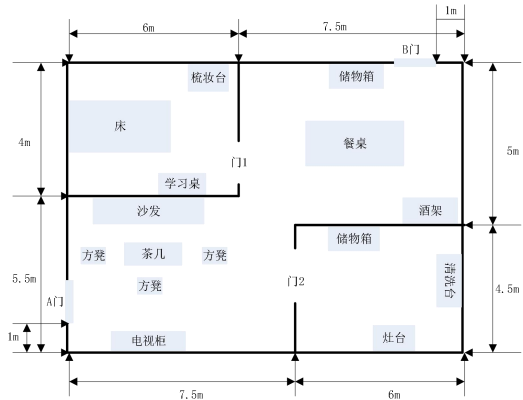 1m
6m
7.5m
B门
梳妆台
储物箱
床
餐桌
4m
门1
5m
学习桌
沙发
酒架
储物箱
方凳
茶几
方凳
清洗台
5.5m
方凳
门2
4.5m
A门
1m
电视柜
灶台
7.5m
6m